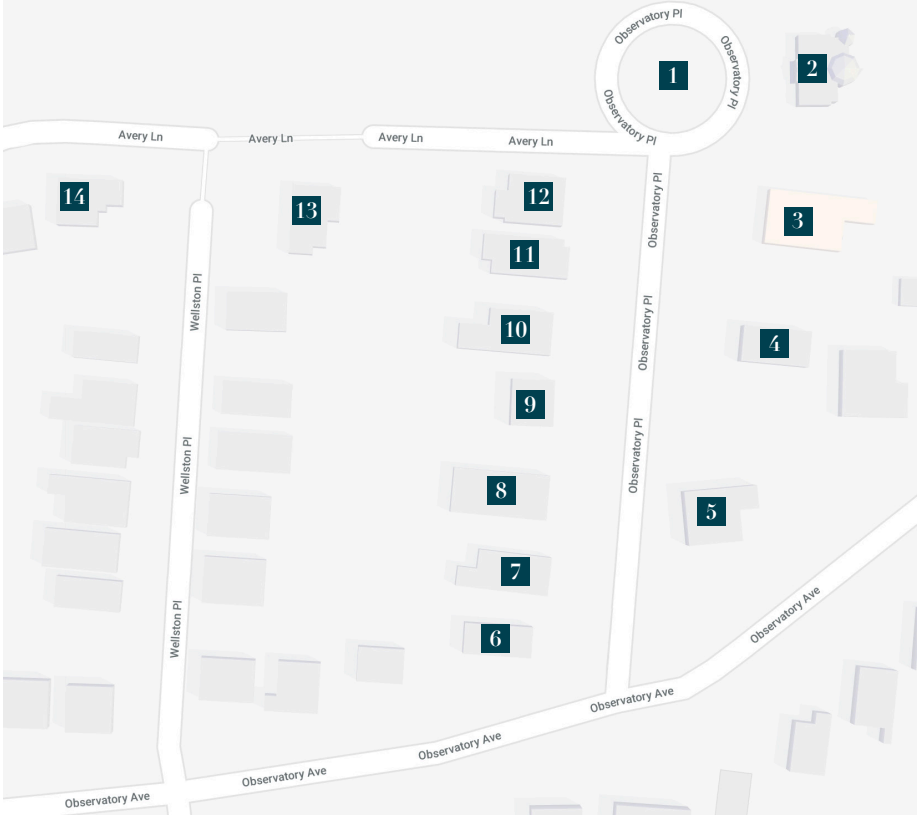 Observatory Pl
Observatory Pl
1
2
Observatory Pl
Avery Ln
Avery Ln
Avery Ln
Avery Ln
14
13
12
Observatory Pl
3
11
Wellston Pl
10
Observatory Pl
4
9
Wellston Pl
Observatory Pl
8
5
7
Wellston Pl
6
Observatory Ave
Observatory Ave
Observatory Ave
Observatory Ave
Observatory Ave